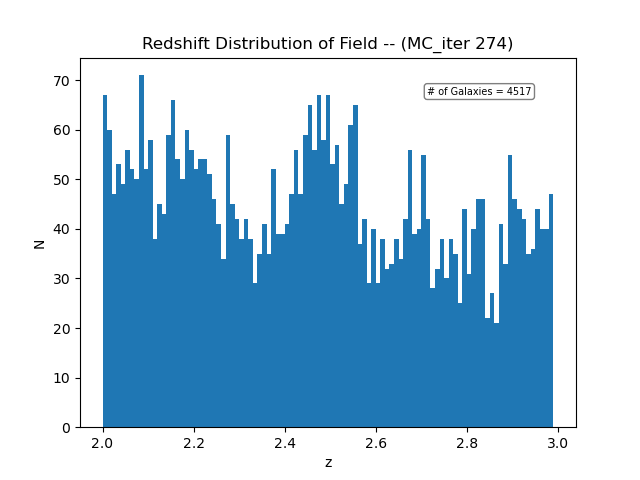 Redshift Distribution of Field -- (MC_iter 274)
# of Galaxies = 4517
70
60
50
40
30
20
10
0
N
2.0 2.2 2.4 2.6 2.8 3.0
z